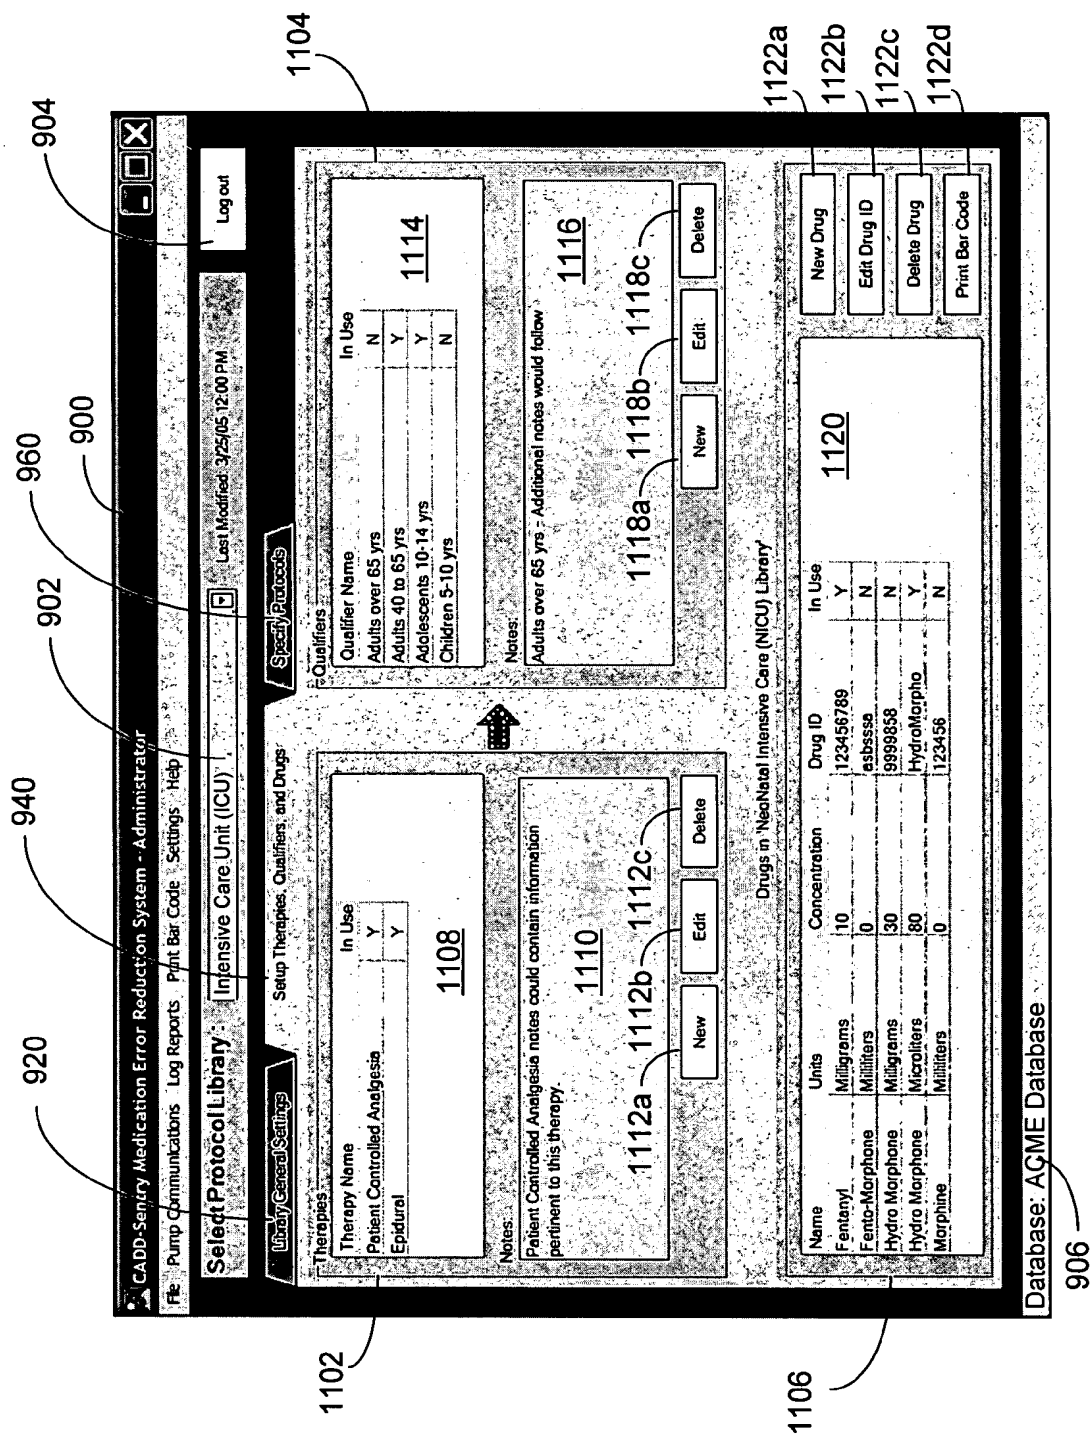 920
940
902
960
900
904
CADD-Sentry Medication Error Reduction System - Administrator
File Pump Communications Log Reports Print Bar Code Settings Help
Select Protocol Library: Intensive Care Unit (ICU) Last Modified: 3/25/05 12:00 PM Log out
Library General Settings Setup Therapies, Qualifiers, and Drugs Specify Protocols
1102
Therapies
Therapy Name In Use
Patient Controlled Analgesia Y
Epidural Y
1108
Notes:
Patient Controlled Analgesia notes could contain information
pertinent to this therapy.
1110
1112a 1112b 1112c
New Edit Delete
1104
Qualifiers
Qualifier Name In Use
Adults over 65 yrs N
Adults 40 to 65 yrs Y
Adolescents 10-14 yrs Y
Children 5-10 yrs N
1114
Notes:
Adults over 65 yrs - Additional notes would follow
1116
1118a 1118b 1118c
New Edit Delete
1106
Drugs in 'NeoNatal Intensive Care (NICU) Library'
Name Units Concentration Drug ID In Use
Fentanyl Milligrams 10 123456789 Y
Fento-Morphone Milliliters 0 asbsssa N
Hydro Morphone Milligrams 30 9999858 N
Hydro Morphone Microliters 80 HydroMorpho Y
Morphine Milliliters 0 123456 N
1120
New Drug 1122a
Edit Drug ID 1122b
Delete Drug 1122c
Print Bar Code 1122d
Database: ACME Database
906